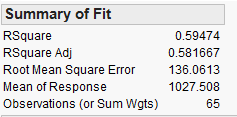 Summary of Fit
RSquare 0.59474
RSquare Adj 0.581667
Root Mean Square Error 136.0613
Mean of Response 1027.508
Observations (or Sum Wgts) 65